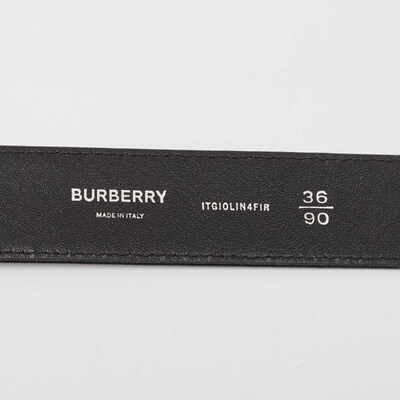 BURBERRY
MADE IN ITALY
ITGIOLIN4FIR
36
90